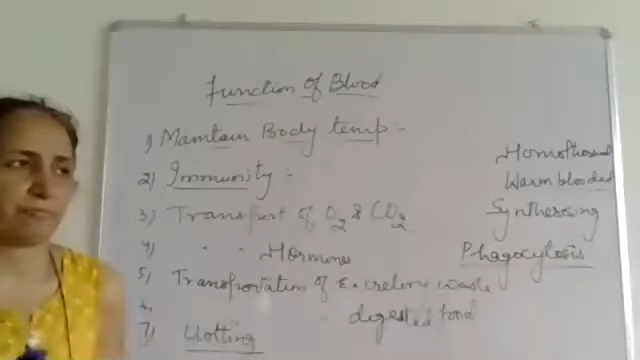 Function of Blood
1) Maintain Body temp :-
2) Immunity :-
3) Transport of O2 & CO2
4) " " Hormones
5) Transportation of Excretory waste
6, " digested food
7) Clotting
Warm blooded
Synthesising
Phagocytosis